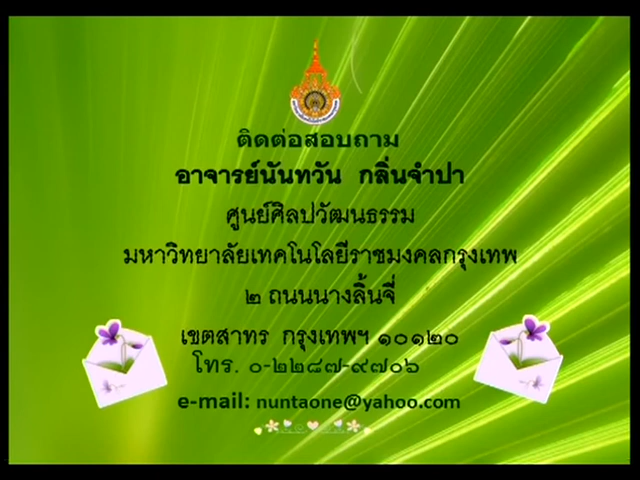 ติดต่อสอบถาม
อาจารย์นันทวัน กลิ่นจำปา
ศูนย์ศิลปวัฒนธรรม
มหาวิทยาลัยเทคโนโลยีราชมงคลกรุงเทพ
๒ ถนนนางลิ้นจี่
เขตสาทร กรุงเทพฯ ๑๐๑๒๐
โทร. ๐-๒๒๘๗-๙๗๐๖
e-mail: nuntaone@yahoo.com